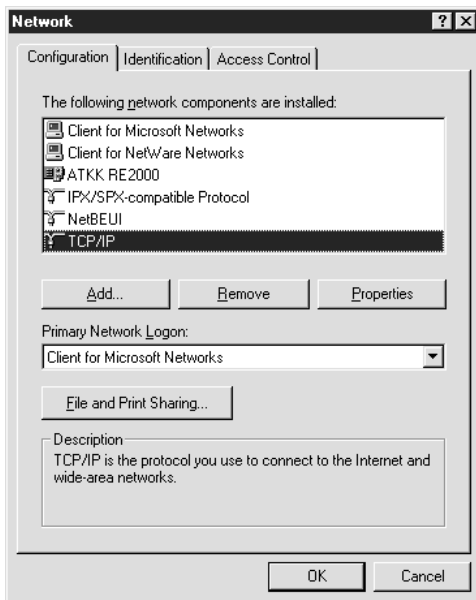 Network
Configuration Identification Access Control
The following network components are installed:
Client for Microsoft Networks
Client for NetWare Networks
ATKK RE2000
IPX/SPX-compatible Protocol
NetBEUI
TCP/IP
Add... Remove Properties
Primary Network Logon:
Client for Microsoft Networks
File and Print Sharing...
Description
TCP/IP is the protocol you use to connect to the Internet and
wide-area networks.
OK Cancel